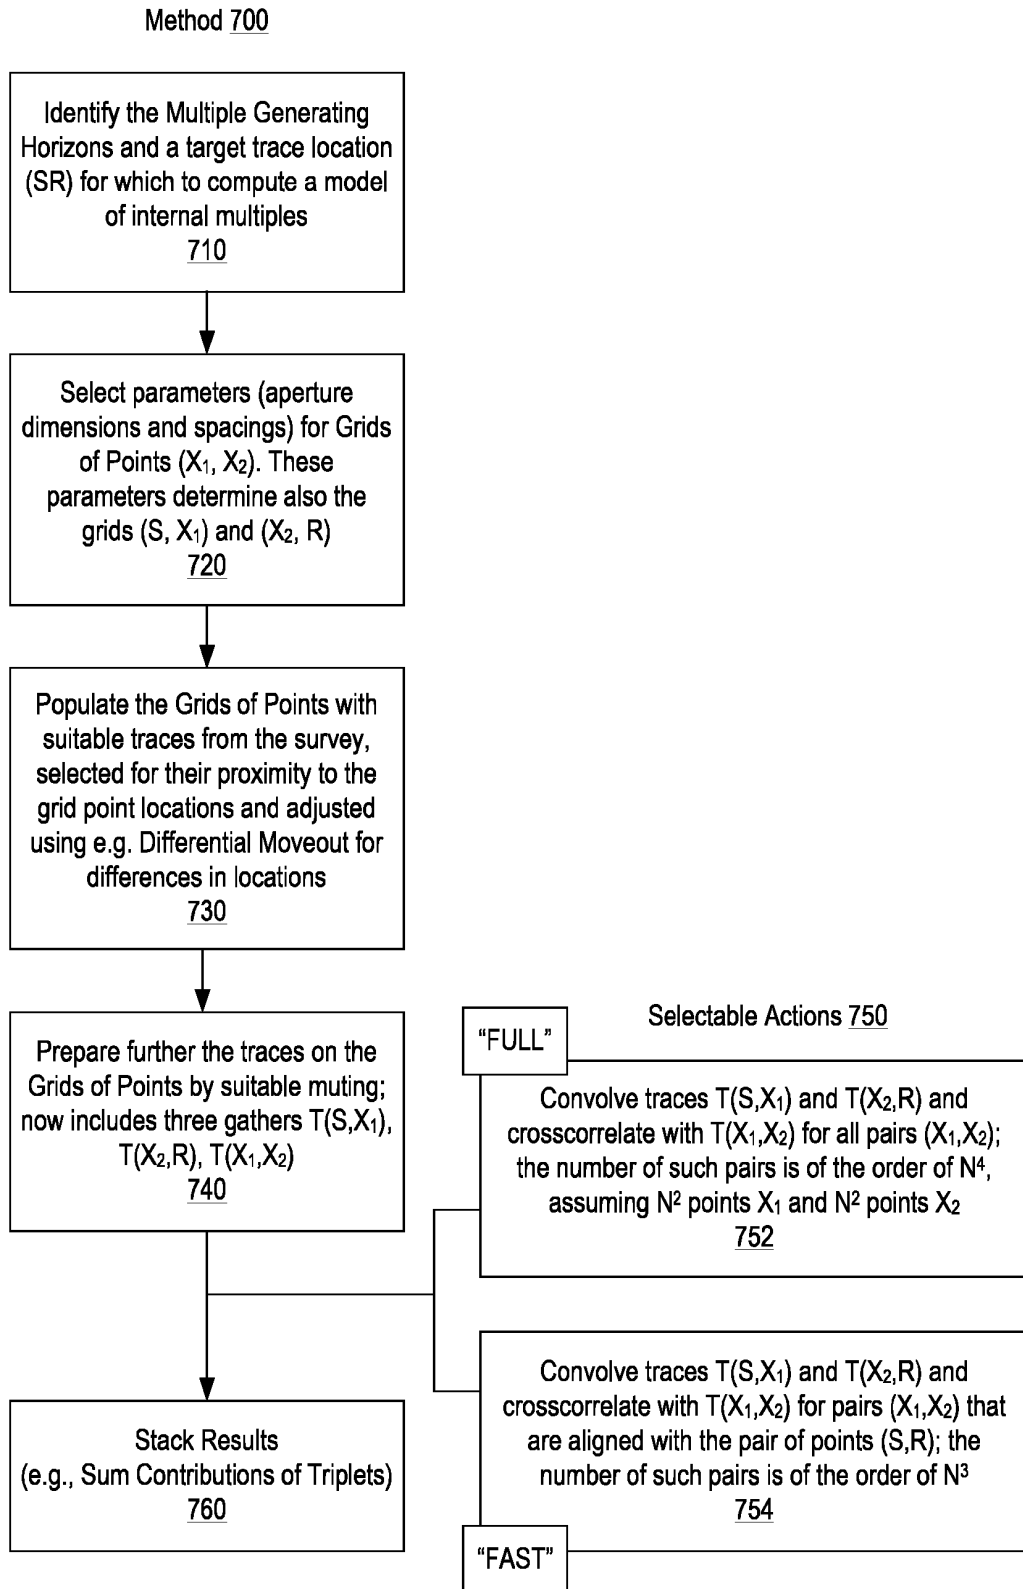 Method 700
Identify the Multiple Generating
Horizons and a target trace location
(SR) for which to compute a model
of internal multiples
710
Select parameters (aperture
dimensions and spacings) for Grids
of Points (X₁, X₂). These
parameters determine also the
grids (S, X₁) and (X₂, R)
720
Populate the Grids of Points with
suitable traces from the survey,
selected for their proximity to the
grid point locations and adjusted
using e.g. Differential Moveout for
differences in locations
730
Prepare further the traces on the
Grids of Points by suitable muting;
now includes three gathers T(S,X₁),
T(X₂,R), T(X₁,X₂)
740
Selectable Actions 750
“FULL”
Convolve traces T(S,X₁) and T(X₂,R) and
crosscorrelate with T(X₁,X₂) for all pairs (X₁,X₂);
the number of such pairs is of the order of N⁴,
assuming N² points X₁ and N² points X₂
752
Convolve traces T(S,X₁) and T(X₂,R) and
crosscorrelate with T(X₁,X₂) for pairs (X₁,X₂) that
are aligned with the pair of points (S,R); the
number of such pairs is of the order of N³
754
“FAST”
Stack Results
(e.g., Sum Contributions of Triplets)
760